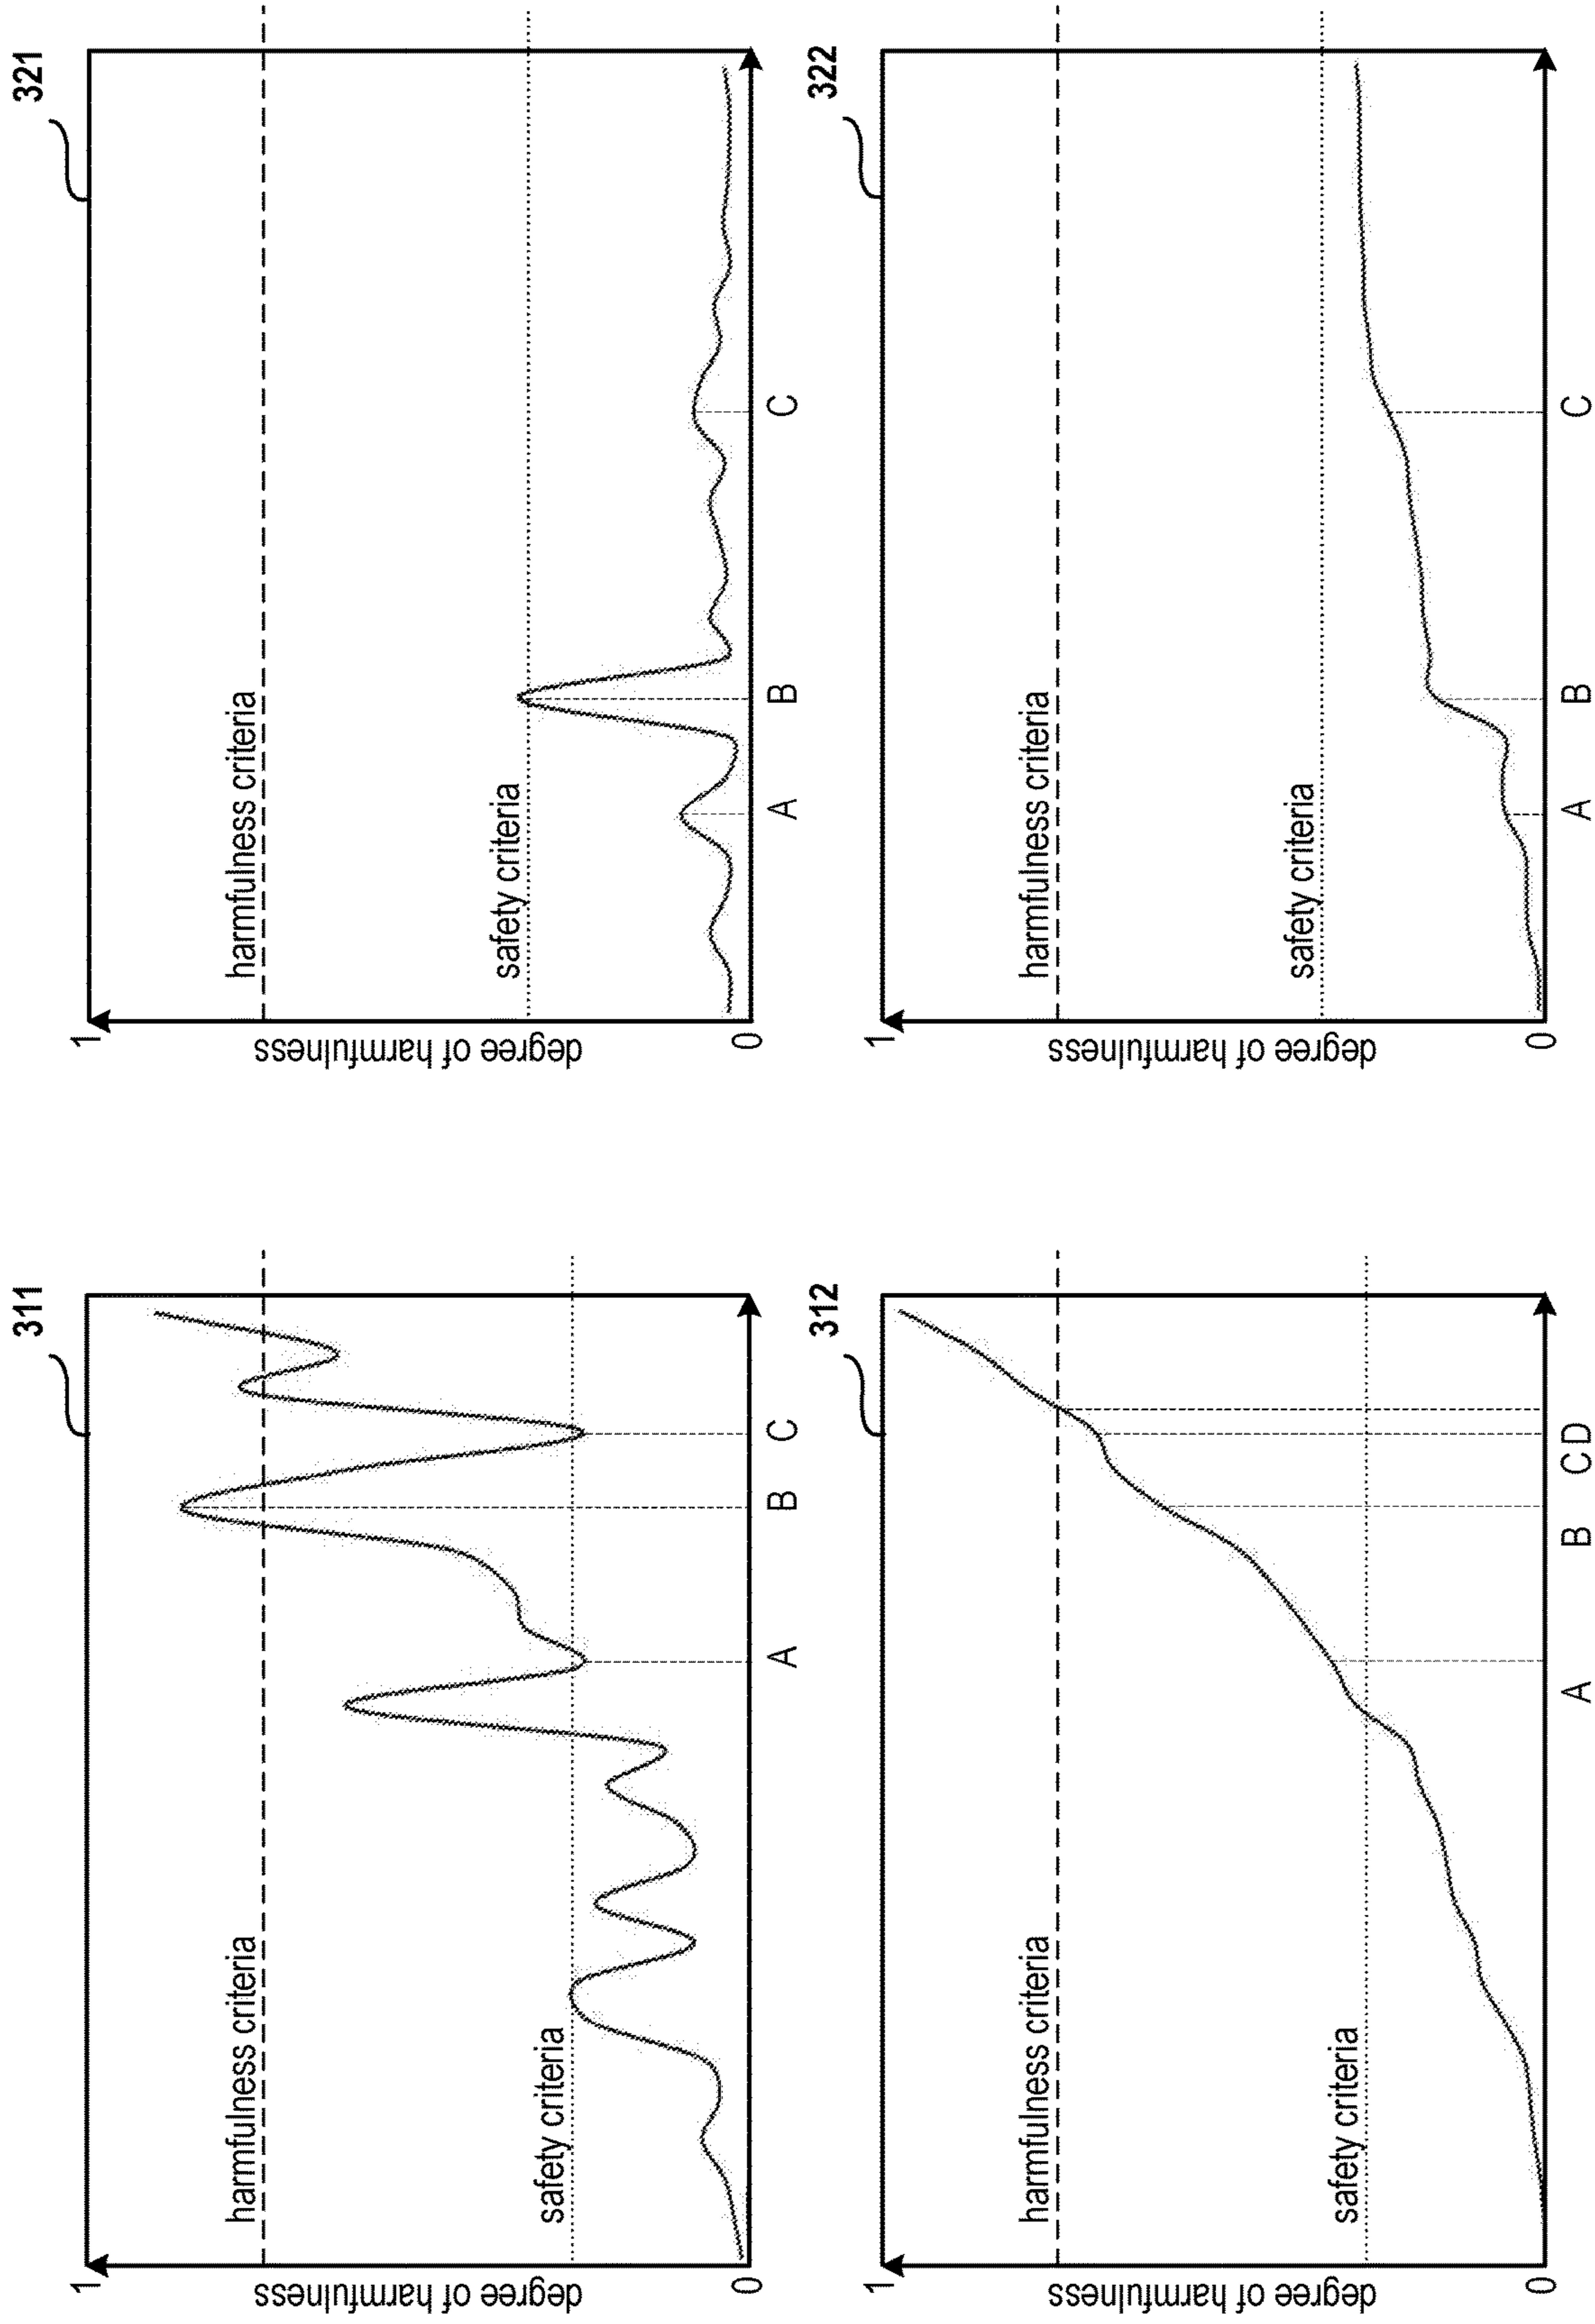 311
1
degree of harmfulness
harmfulness criteria
safety criteria
0
A
B
C
312
1
degree of harmfulness
harmfulness criteria
safety criteria
0
A
B
C D
321
1
degree of harmfulness
harmfulness criteria
safety criteria
0
A
B
C
322
1
degree of harmfulness
harmfulness criteria
safety criteria
0
A
B
C